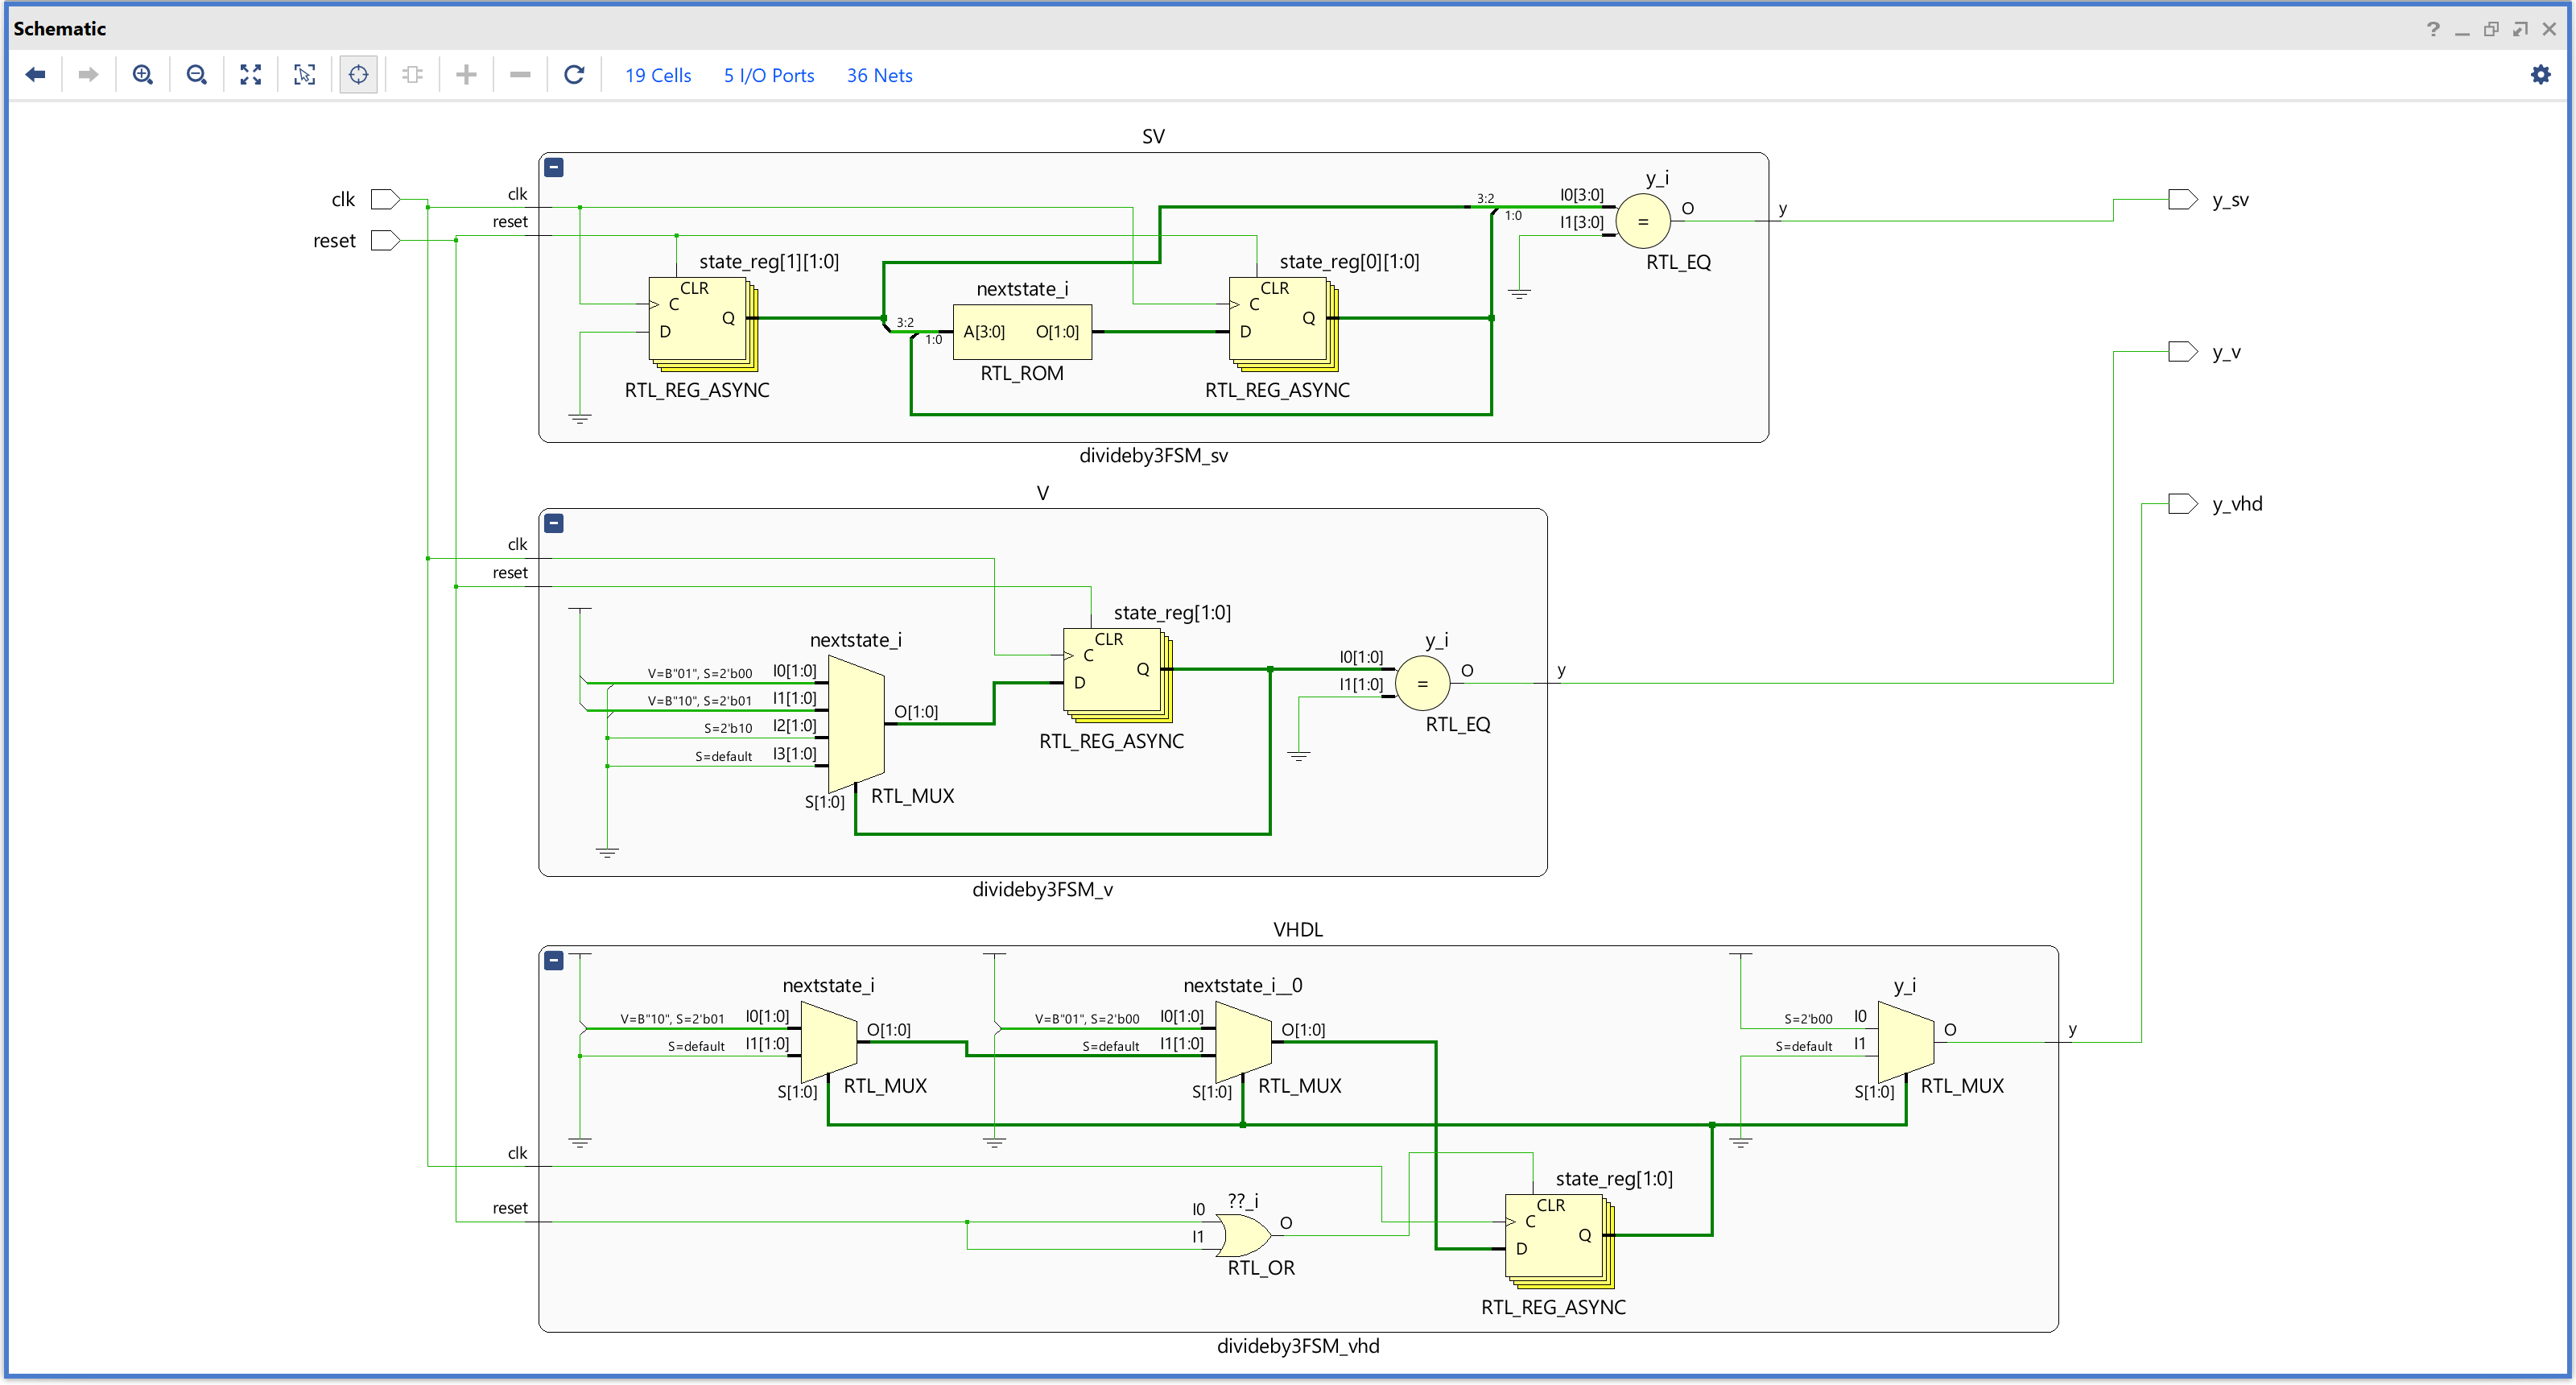 Schematic
19 Cells 5 I/O Ports 36 Nets
SV
clk
reset
clk
reset
state_reg[1][1:0]
CLR
C
D
Q
RTL_REG_ASYNC
3:2
1:0
nextstate_i
A[3:0] O[1:0]
RTL_ROM
state_reg[0][1:0]
CLR
C
D
Q
RTL_REG_ASYNC
3:2
1:0
y_i
I0[3:0]
I1[3:0]
=
O
RTL_EQ
y
y_sv
y_v
y_vhd
divideby3FSM_sv
V
clk
reset
nextstate_i
V=B"01", S=2'b00 I0[1:0]
V=B"10", S=2'b01 I1[1:0]
S=2'b10 I2[1:0]
S=default I3[1:0]
S[1:0]
O[1:0]
RTL_MUX
state_reg[1:0]
CLR
C
D
Q
RTL_REG_ASYNC
y_i
I0[1:0]
I1[1:0]
=
O
RTL_EQ
y
divideby3FSM_v
VHDL
nextstate_i
V=B"10", S=2'b01 I0[1:0]
S=default I1[1:0]
S[1:0]
O[1:0]
RTL_MUX
nextstate_i__0
V=B"01", S=2'b00 I0[1:0]
S=default I1[1:0]
S[1:0]
O[1:0]
RTL_MUX
y_i
S=2'b00 I0
S=default I1
S[1:0]
O
RTL_MUX
y
clk
reset
??_i
I0
I1
O
RTL_OR
state_reg[1:0]
CLR
C
D
Q
RTL_REG_ASYNC
divideby3FSM_vhd